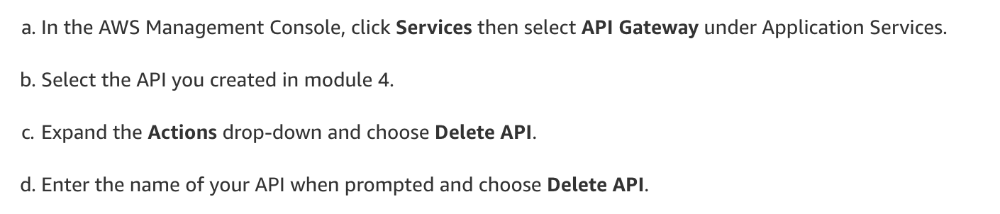 a. In the AWS Management Console, click Services then select API Gateway under Application Services.
b. Select the API you created in module 4.
c. Expand the Actions drop-down and choose Delete API.
d. Enter the name of your API when prompted and choose Delete API.